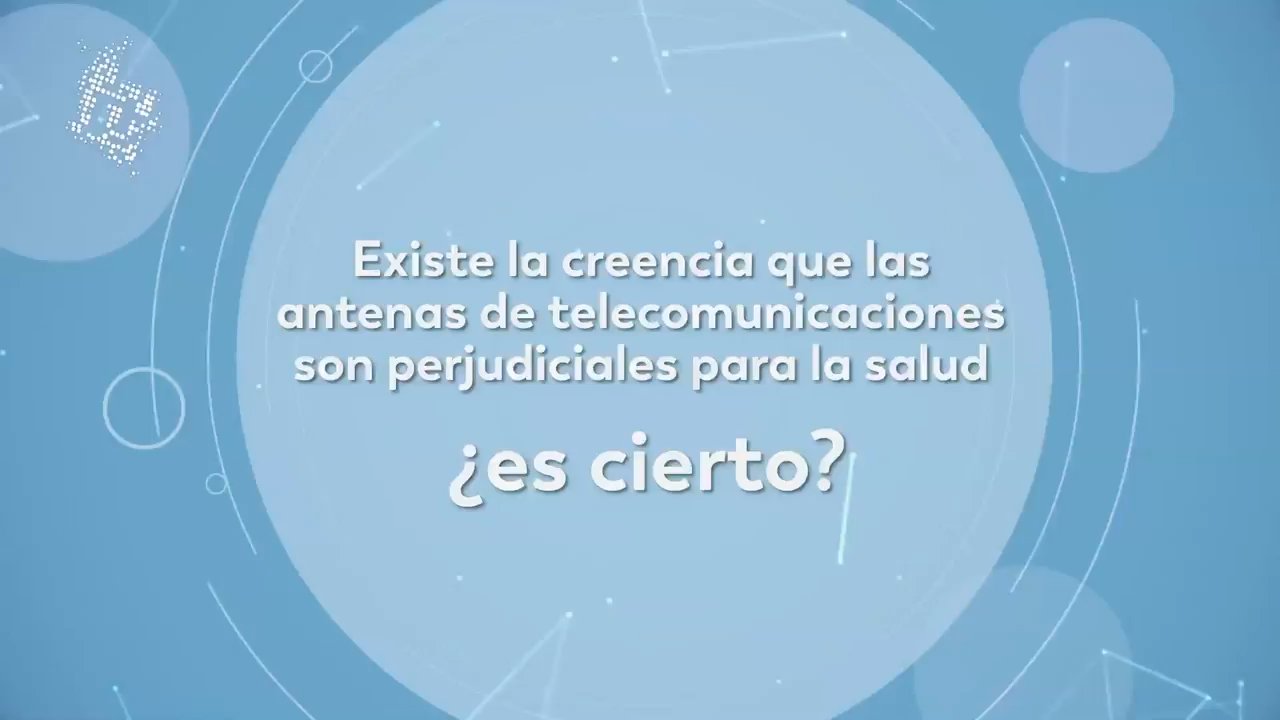 Existe la creencia que las
antenas de telecomunicaciones
son perjudiciales para la salud
¿es cierto?